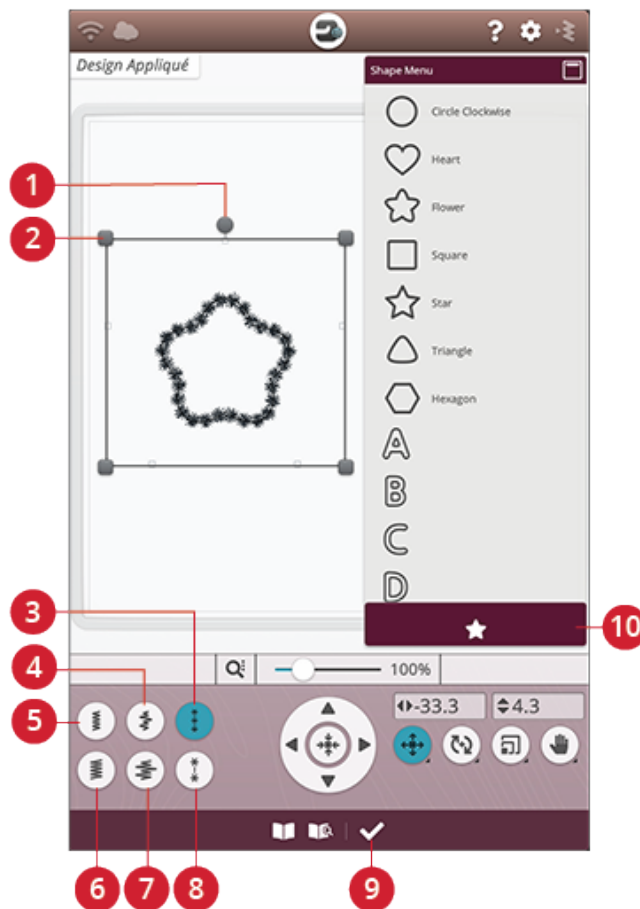 ?
Design Appliqué
Shape Menu
Circle Clockwise
Heart
Flower
Square
Star
Triangle
Hexagon
A
B
C
D
1
2
3
4
5
10
100%
-33.3
4.3
6
7
8
9